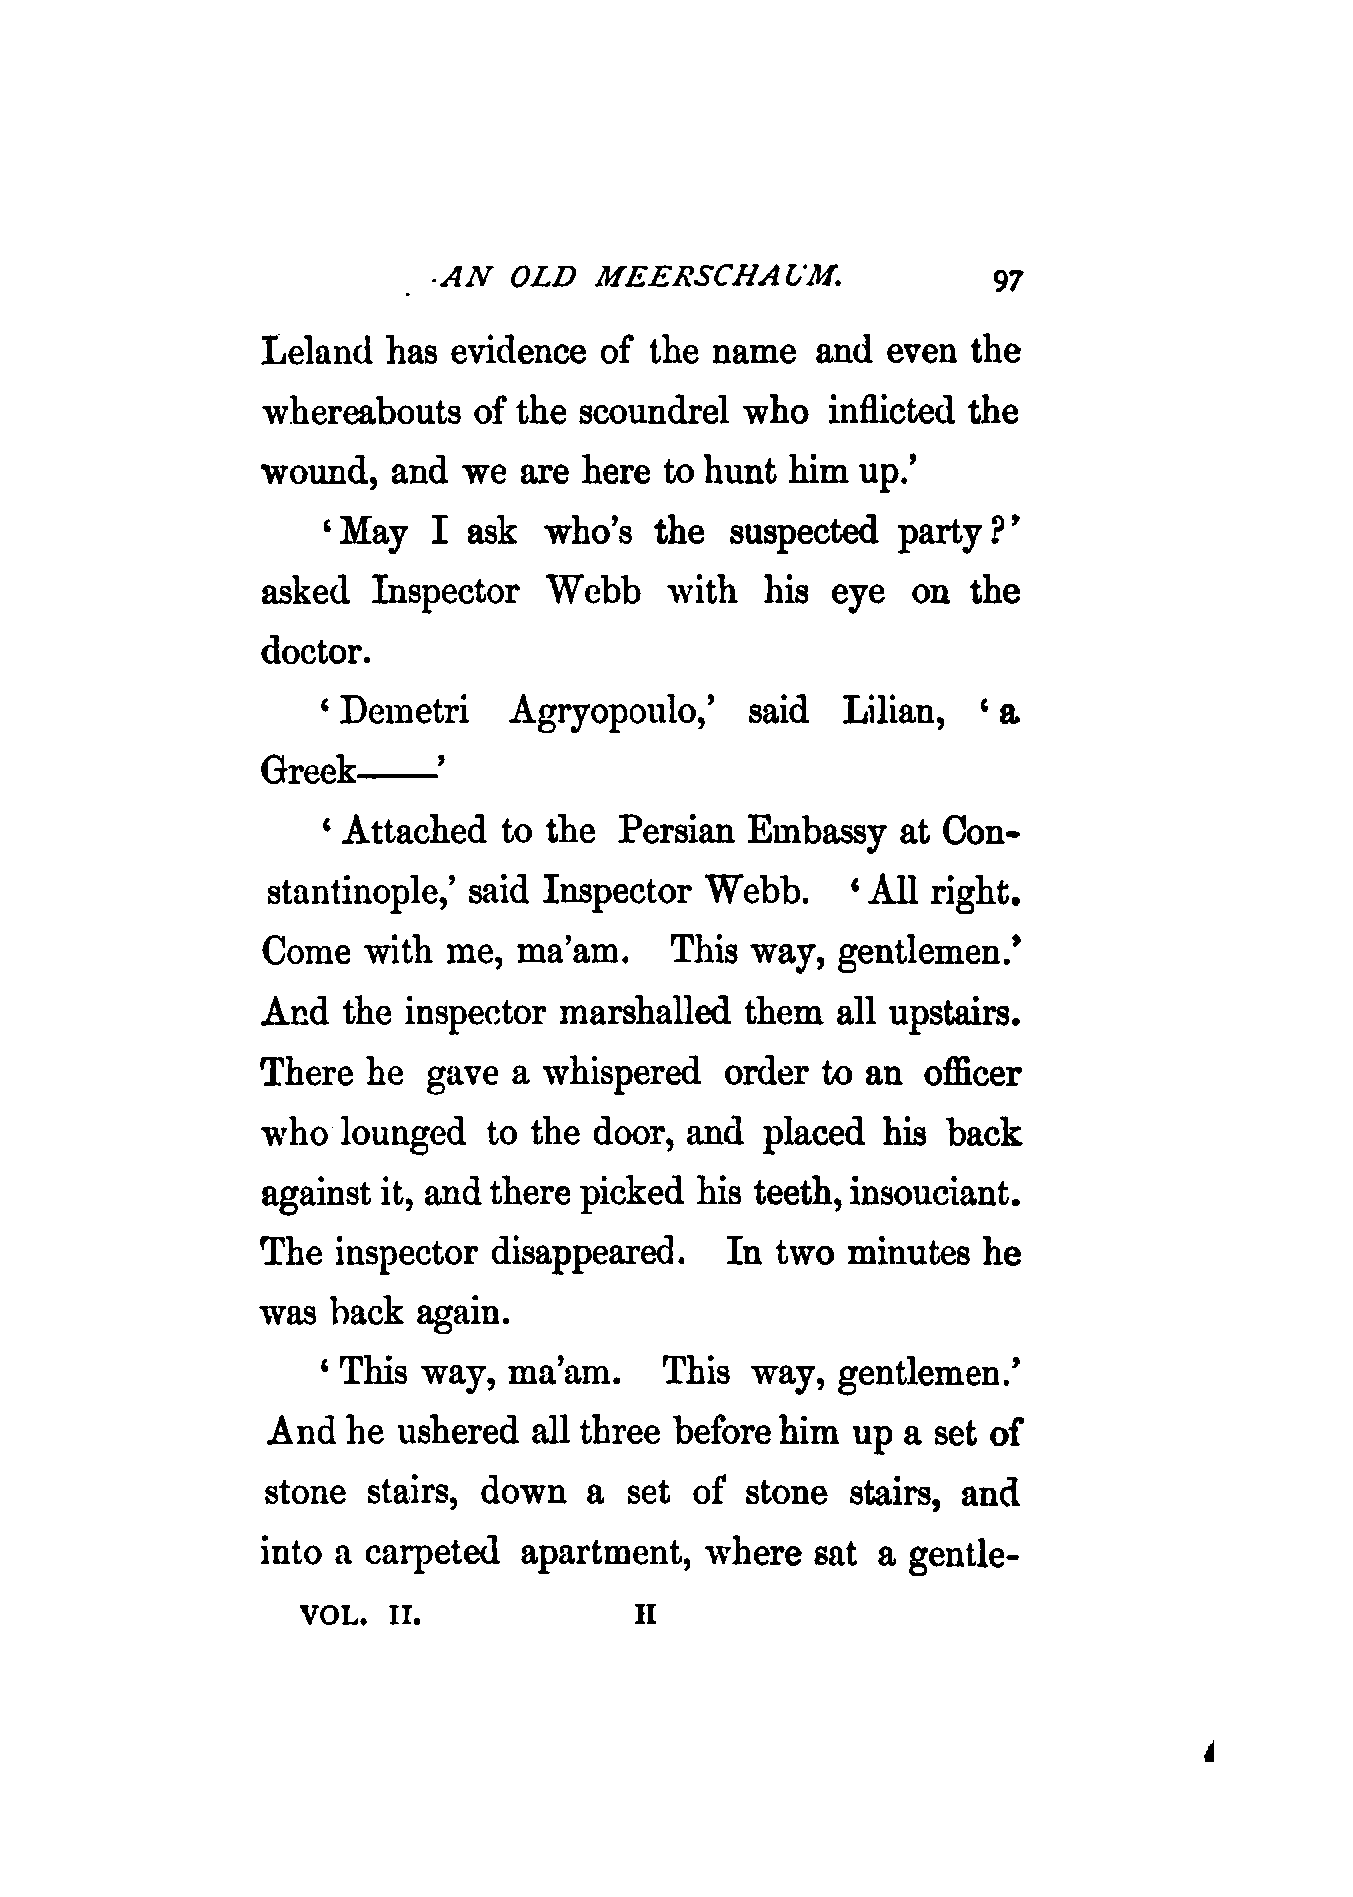 AN OLD MEERSCHAUM. 97
Leland has evidence of the name and even the
whereabouts of the scoundrel who inflicted the
wound, and we are here to hunt him up.’
‘May I ask who’s the suspected party?’
asked Inspector Webb with his eye on the
doctor.
‘Demetri Agryopoulo,’ said Lilian, ‘a
Greek——’
‘Attached to the Persian Embassy at Con-
stantinople,’ said Inspector Webb. ‘All right.
Come with me, ma’am. This way, gentlemen.’
And the inspector marshalled them all upstairs.
There he gave a whispered order to an officer
who lounged to the door, and placed his back
against it, and there picked his teeth, insouciant.
The inspector disappeared. In two minutes he
was back again.
‘This way, ma’am. This way, gentlemen.’
And he ushered all three before him up a set of
stone stairs, down a set of stone stairs, and
into a carpeted apartment, where sat a gentle-
VOL. II. H